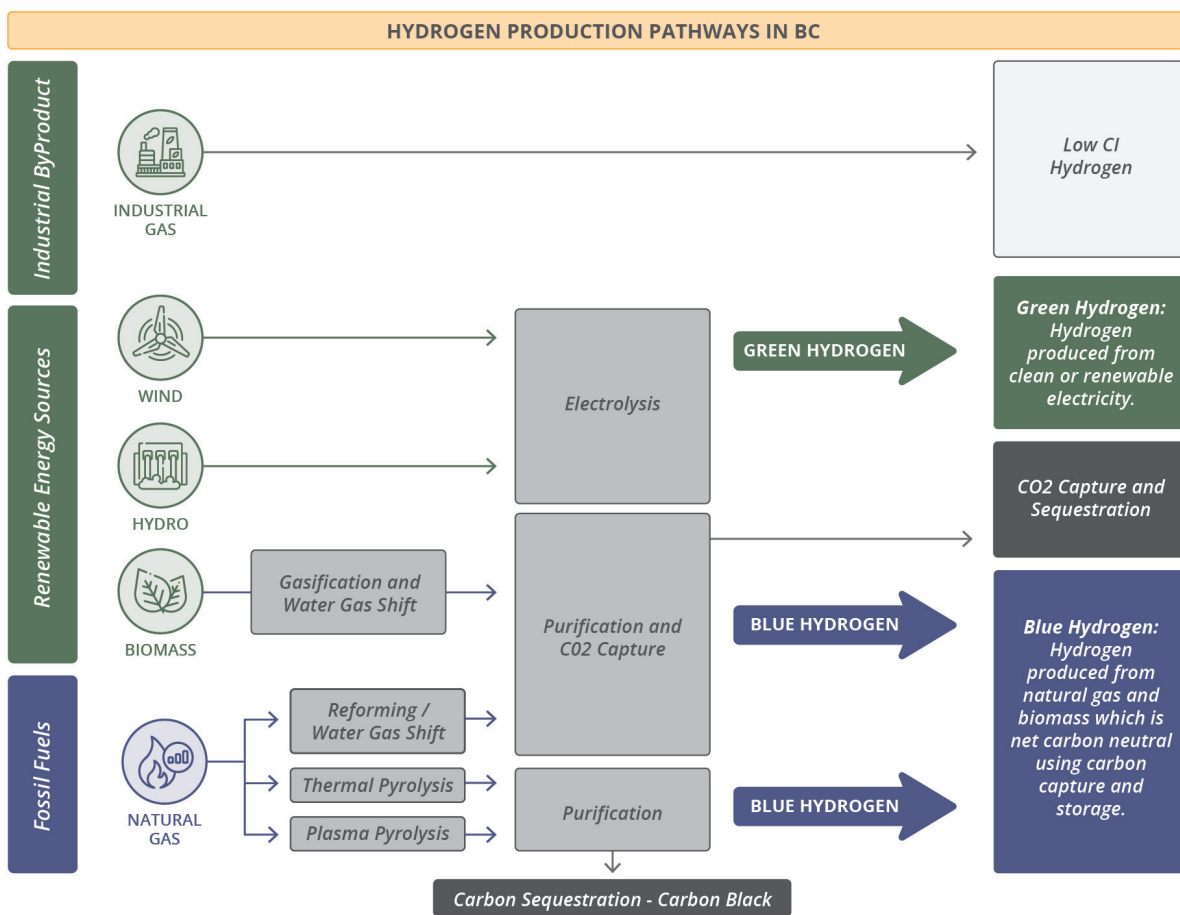 HYDROGEN PRODUCTION PATHWAYS IN BC
Industrial ByProduct
INDUSTRIAL
GAS
Low CI
Hydrogen
Renewable Energy Sources
WIND
HYDRO
BIOMASS
Gasification and
Water Gas Shift
Electrolysis
Purification and
C02 Capture
GREEN HYDROGEN
Green Hydrogen:
Hydrogen
produced from
clean or renewable
electricity.
CO2 Capture and
Sequestration
BLUE HYDROGEN
Blue Hydrogen:
Hydrogen
produced from
natural gas and
biomass which is
net carbon neutral
using carbon
capture and
storage.
Fossil Fuels
NATURAL
GAS
Reforming /
Water Gas Shift
Thermal Pyrolysis
Plasma Pyrolysis
Purification
BLUE HYDROGEN
Carbon Sequestration - Carbon Black